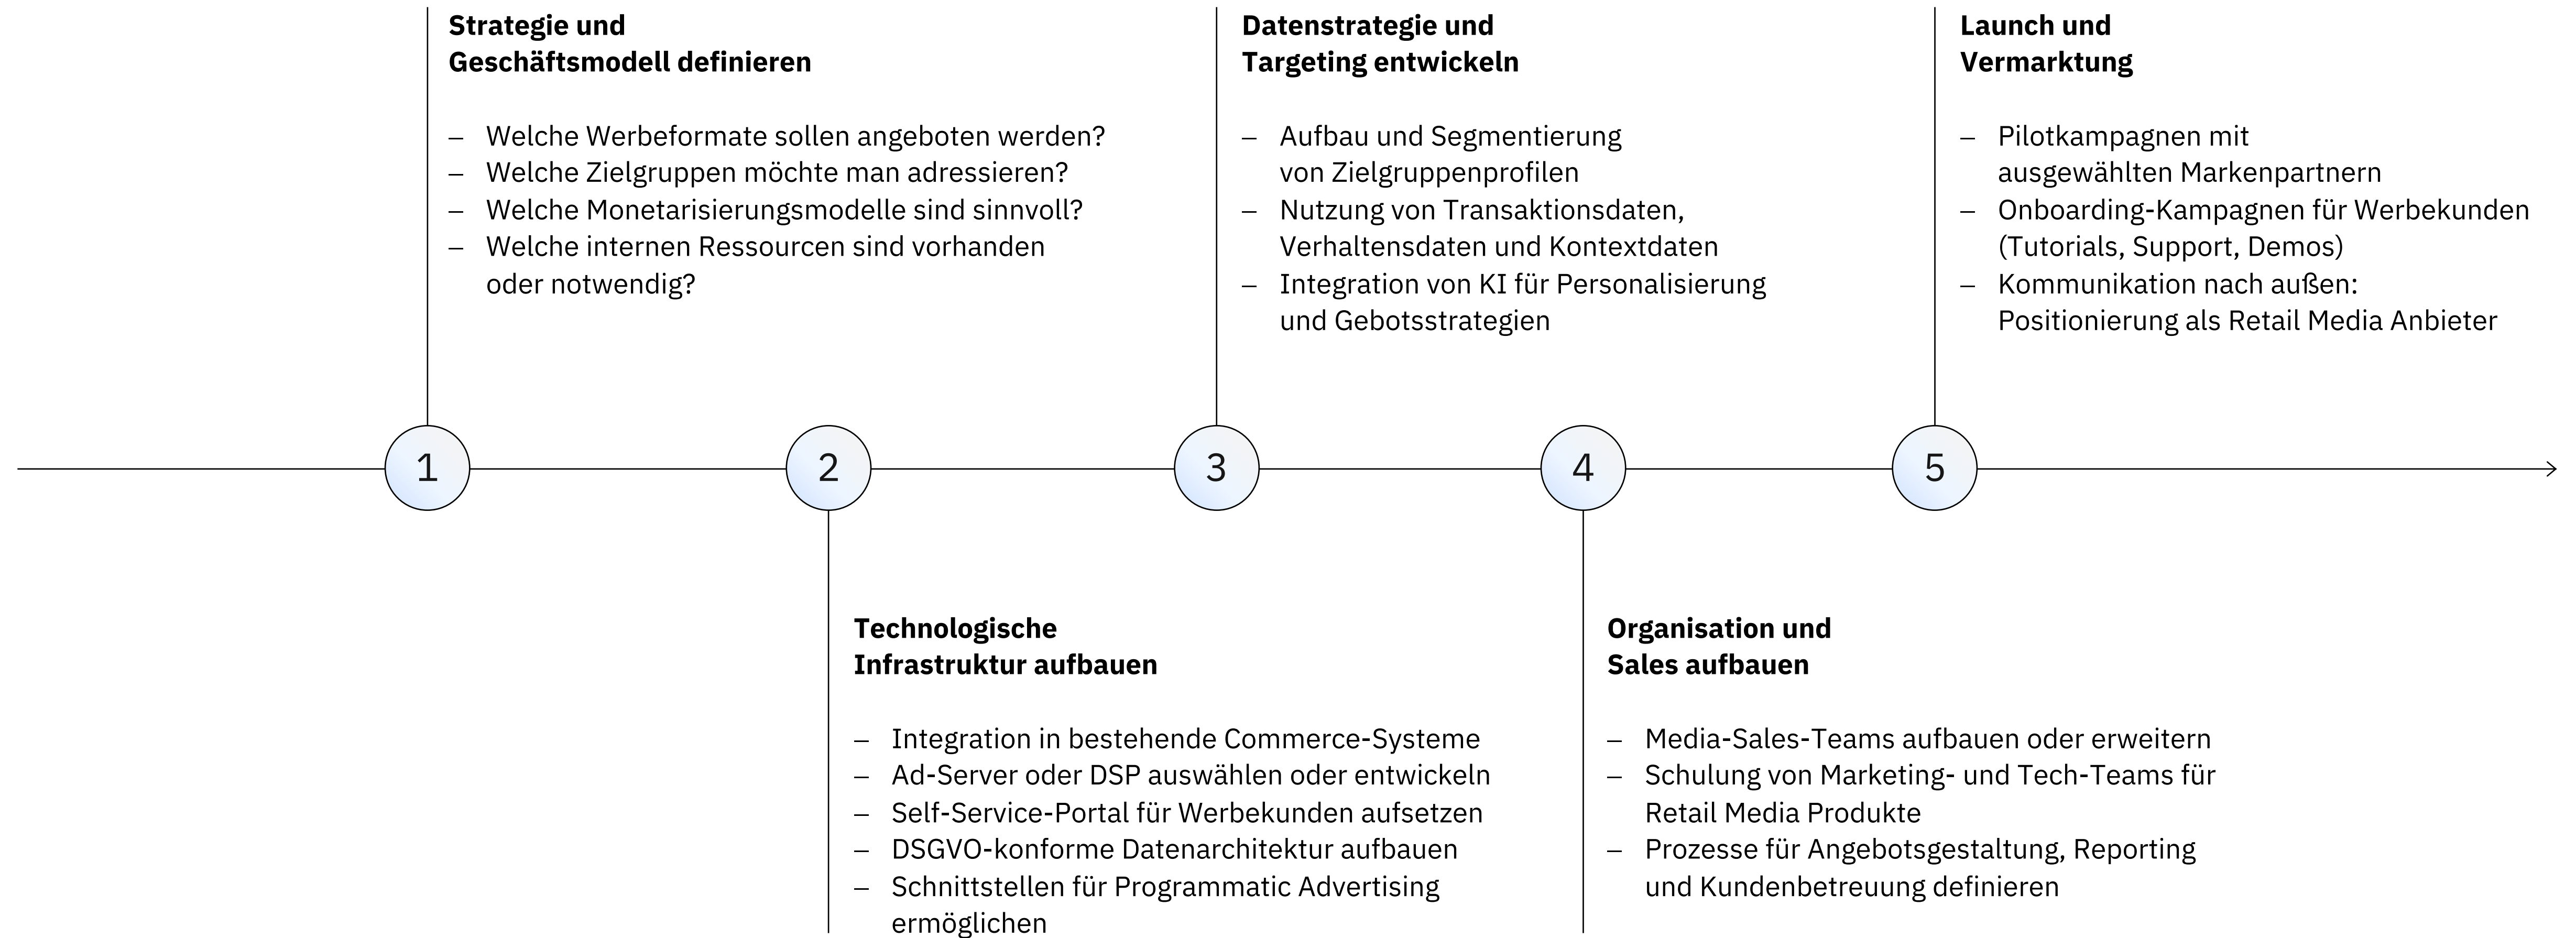 Strategie und
Geschäftsmodell definieren
– Welche Werbeformate sollen angeboten werden?
– Welche Zielgruppen möchte man adressieren?
– Welche Monetarisierungsmodelle sind sinnvoll?
– Welche internen Ressourcen sind vorhanden
oder notwendig?
Datenstrategie und
Targeting entwickeln
– Aufbau und Segmentierung
von Zielgruppenprofilen
– Nutzung von Transaktionsdaten,
Verhaltensdaten und Kontextdaten
– Integration von KI für Personalisierung
und Gebotsstrategien
Launch und
Vermarktung
– Pilotkampagnen mit
ausgewählten Markenpartnern
– Onboarding-Kampagnen für Werbekunden
(Tutorials, Support, Demos)
– Kommunikation nach außen:
Positionierung als Retail Media Anbieter
1
2
3
4
5
Technologische
Infrastruktur aufbauen
– Integration in bestehende Commerce-Systeme
– Ad-Server oder DSP auswählen oder entwickeln
– Self-Service-Portal für Werbekunden aufsetzen
– DSGVO-konforme Datenarchitektur aufbauen
– Schnittstellen für Programmatic Advertising
ermöglichen
Organisation und
Sales aufbauen
– Media-Sales-Teams aufbauen oder erweitern
– Schulung von Marketing- und Tech-Teams für
Retail Media Produkte
– Prozesse für Angebotsgestaltung, Reporting
und Kundenbetreuung definieren